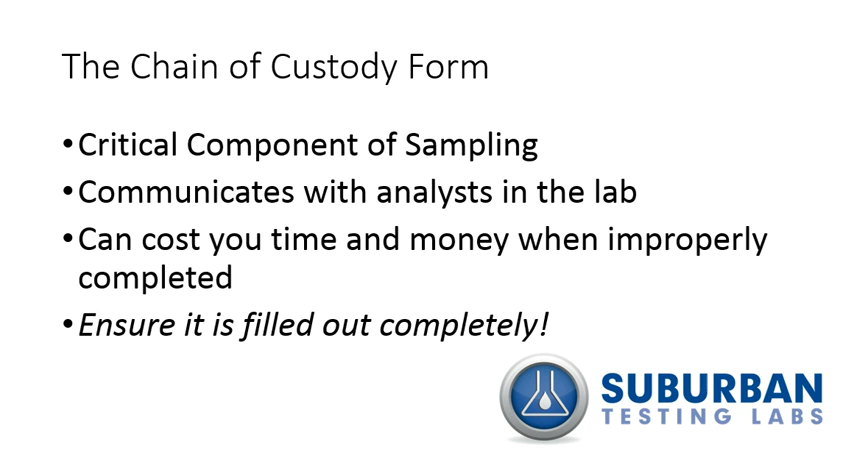 The Chain of Custody Form
•Critical Component of Sampling
•Communicates with analysts in the lab
•Can cost you time and money when improperly
completed
•Ensure it is filled out completely!
SUBURBAN
TESTING LABS